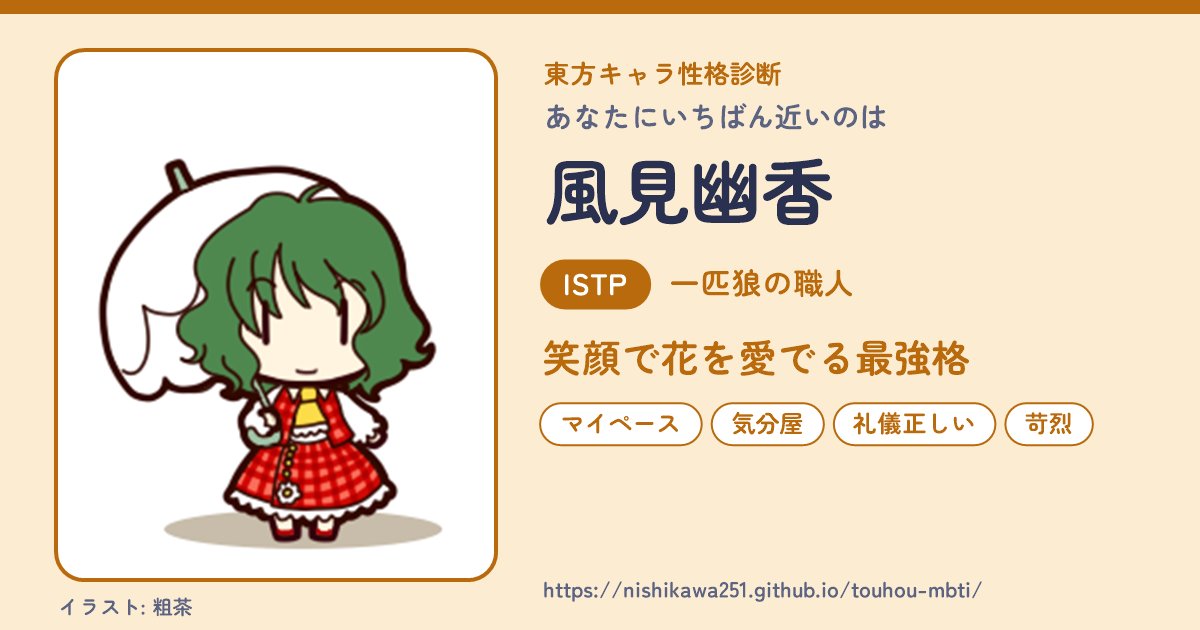 東方キャラ性格診断
あなたにいちばん近いのは
風見幽香
ISTP 一匹狼の職人
笑顔で花を愛でる最強格
マイペース 気分屋 礼儀正しい 苛烈
https://nishikawa251.github.io/touhou-mbti/
イラスト: 粗茶